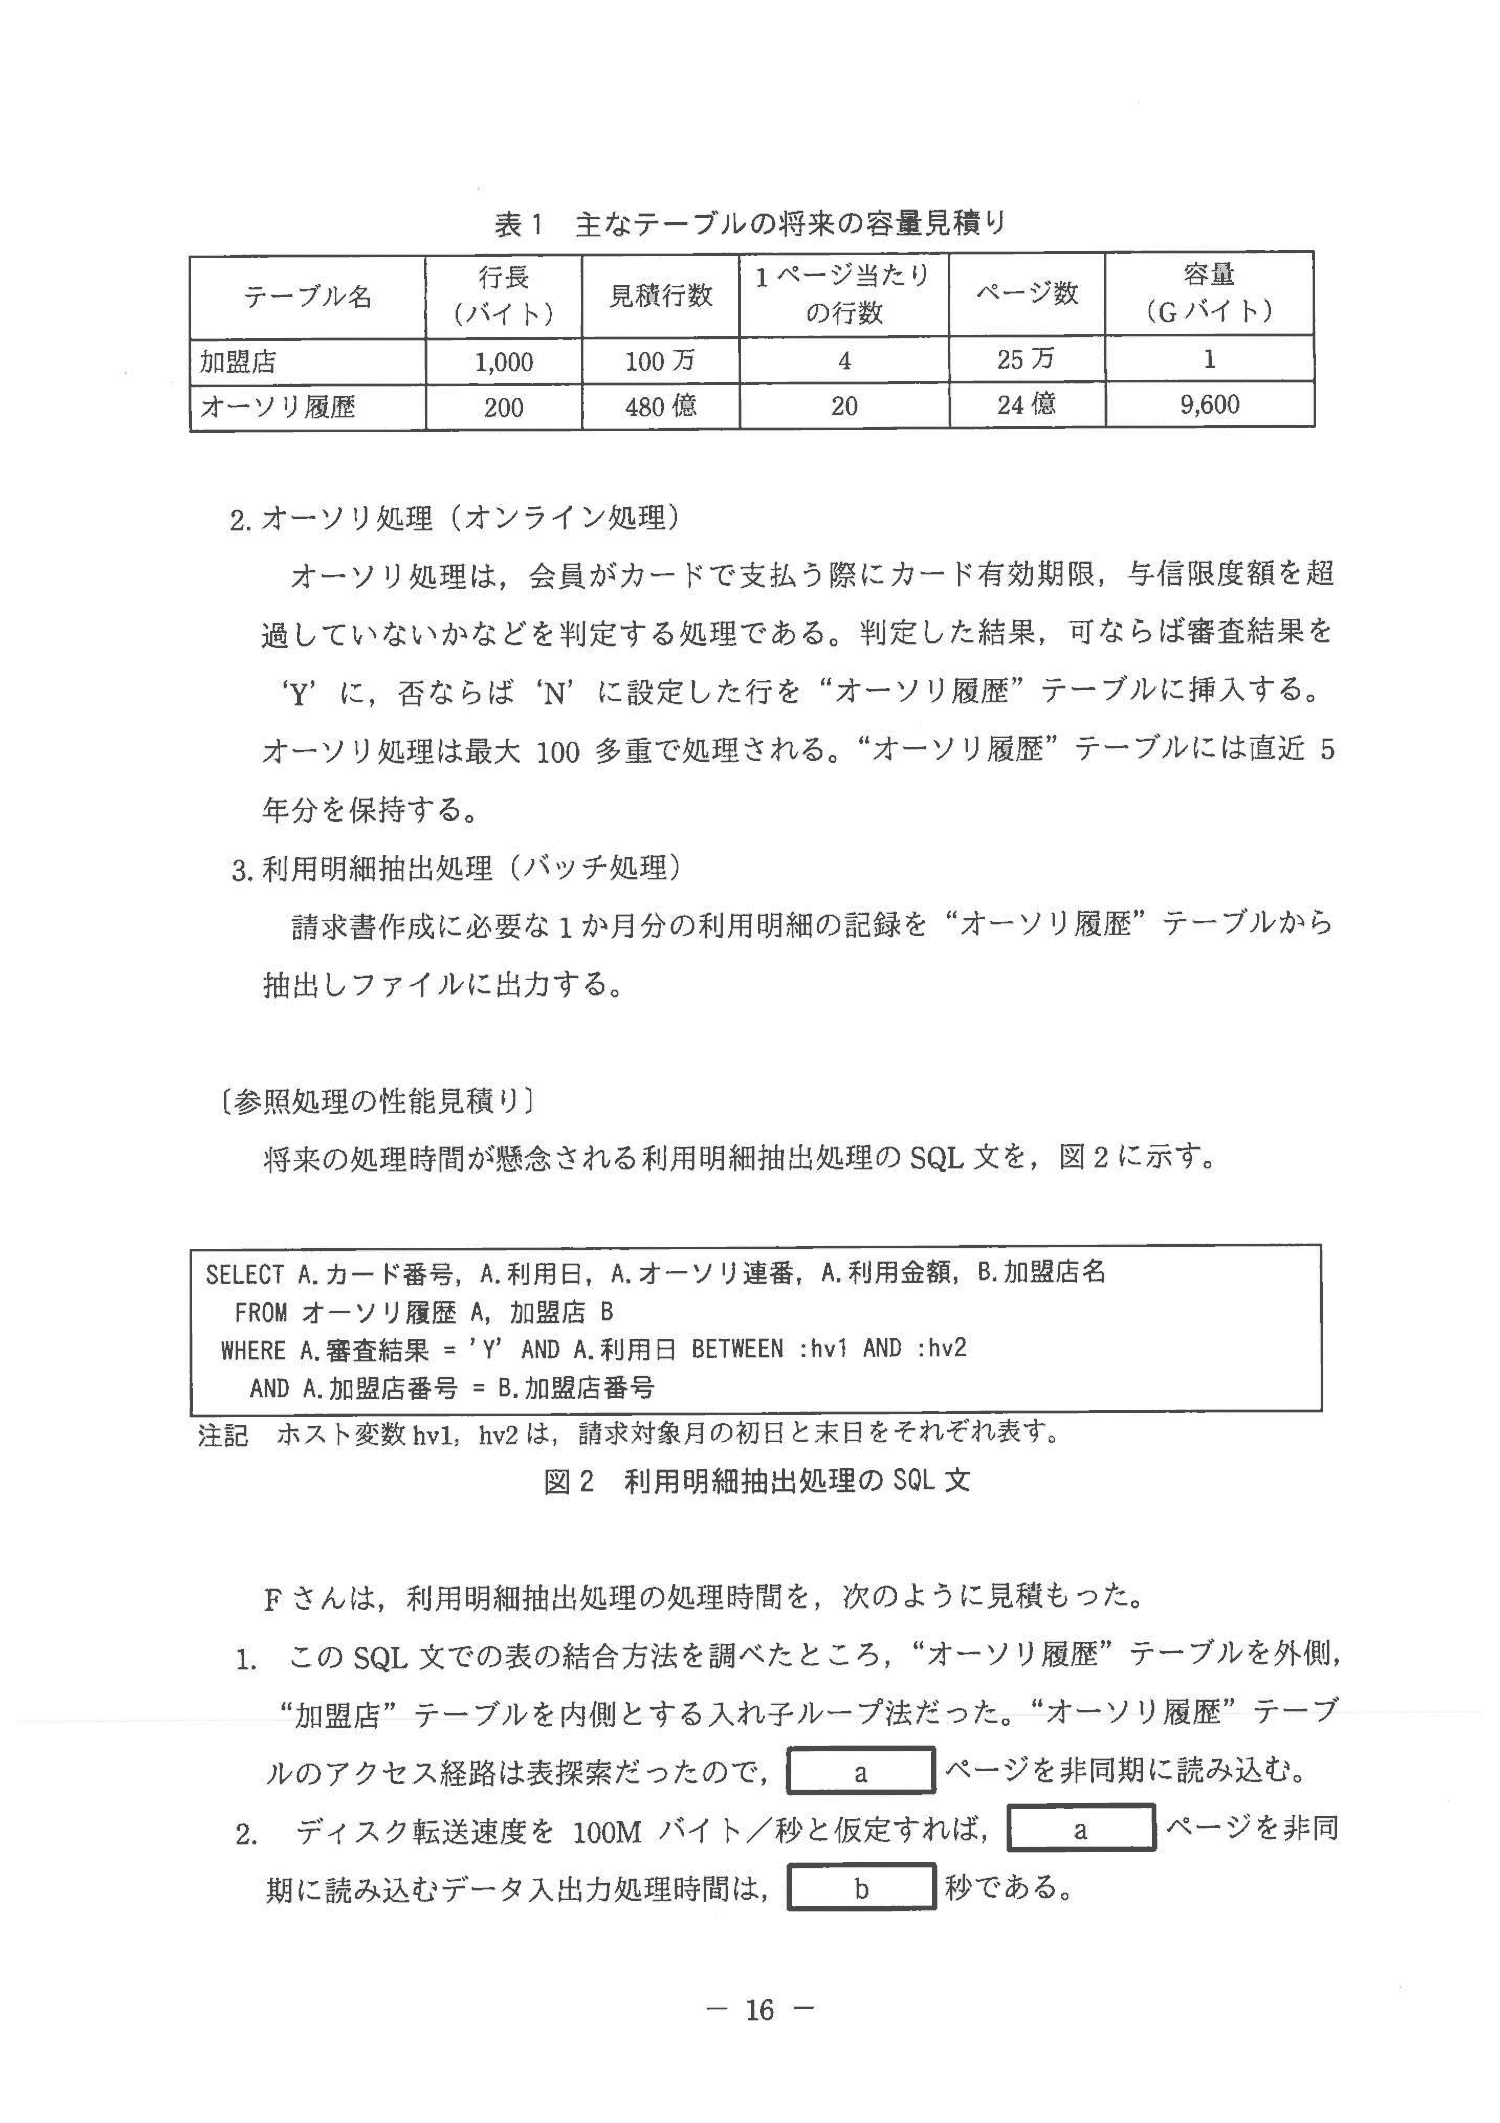 表1　主なテーブルの将来の容量見積り
テーブル名　行長（バイト）　見積行数　1ページ当たりの行数　ページ数　容量（Gバイト）
加盟店　1,000　100万　4　25万　1
オーソリ履歴　200　480億　20　24億　9,600
2. オーソリ処理（オンライン処理）
オーソリ処理は，会員がカードで支払う際にカード有効期限，与信限度額を超
過していないかなどを判定する処理である。判定した結果，可ならば審査結果を
‘Y’ に，否ならば ‘N’ に設定した行を “オーソリ履歴” テーブルに挿入する。
オーソリ処理は最大 100 多重で処理される。“オーソリ履歴” テーブルには直近 5
年分を保持する。
3. 利用明細抽出処理（バッチ処理）
請求書作成に必要な1か月分の利用明細の記録を “オーソリ履歴” テーブルから
抽出しファイルに出力する。
〔参照処理の性能見積り〕
将来の処理時間が懸念される利用明細抽出処理の SQL 文を，図2に示す。
SELECT A.カード番号, A.利用日, A.オーソリ連番, A.利用金額, B.加盟店名
FROM オーソリ履歴 A, 加盟店 B
WHERE A.審査結果 = 'Y' AND A.利用日 BETWEEN :hv1 AND :hv2
AND A.加盟店番号 = B.加盟店番号
注記　ホスト変数 hv1，hv2 は，請求対象月の初日と末日をそれぞれ表す。
図2　利用明細抽出処理の SQL 文
F さんは，利用明細抽出処理の処理時間を，次のように見積もった。
1.　この SQL 文での表の結合方法を調べたところ，“オーソリ履歴” テーブルを外側，
“加盟店” テーブルを内側とする入れ子ループ法だった。“オーソリ履歴” テーブ
ルのアクセス経路は表探索だったので， a ページを非同期に読み込む。
2.　ディスク転送速度を 100M バイト／秒と仮定すれば， a ページを非同
期に読み込むデータ入出力処理時間は， b 秒である。
－ 16 －